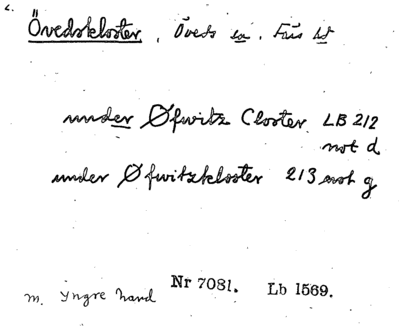 Övedskloster, Öveds sn, Färs hd
under Øfwitz Closter LB 212
not d
under Øfwitzkloster 213 not g
m. yngre hand Nr 7081. Lb 1569.